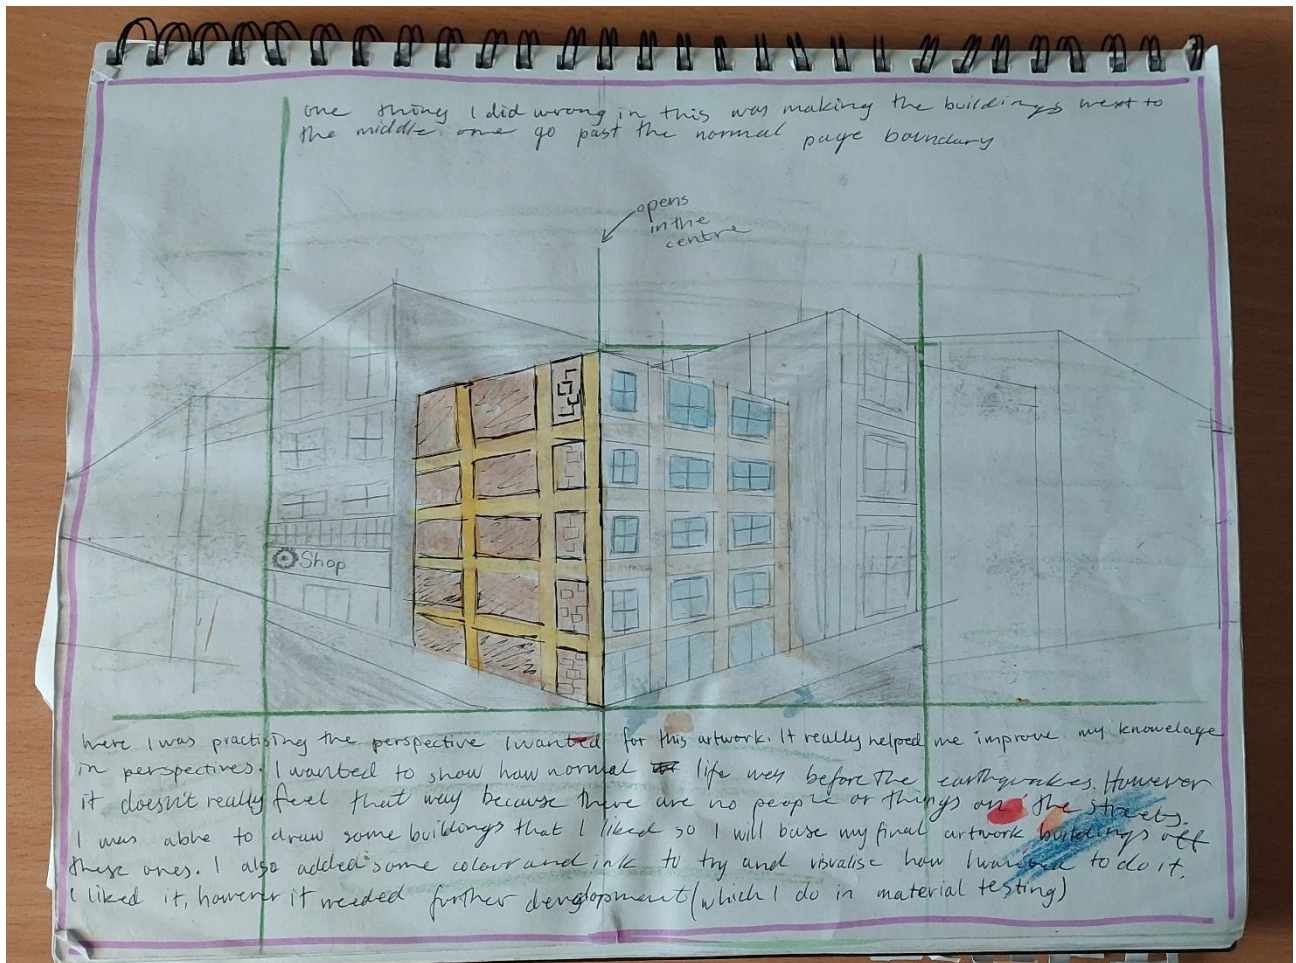 one thing I did wrong in this was making the buildings next to
the middle one go past the normal page boundary
opens
in the
centre
Shop
here I was practising the perspective I wanted for this artwork. It really helped me improve my knowelage
in perspectives. I wanted to show how normal life was before the earthquakes. However
it doesn't really feel that way because there are no people or things on the streets.
I was able to draw some buildings that I liked so I will base my final artwork buildings off
these ones. I also added some colour and ink to try and visualise how I wanted to do it.
I liked it, however it needed further development (which I do in material testing)